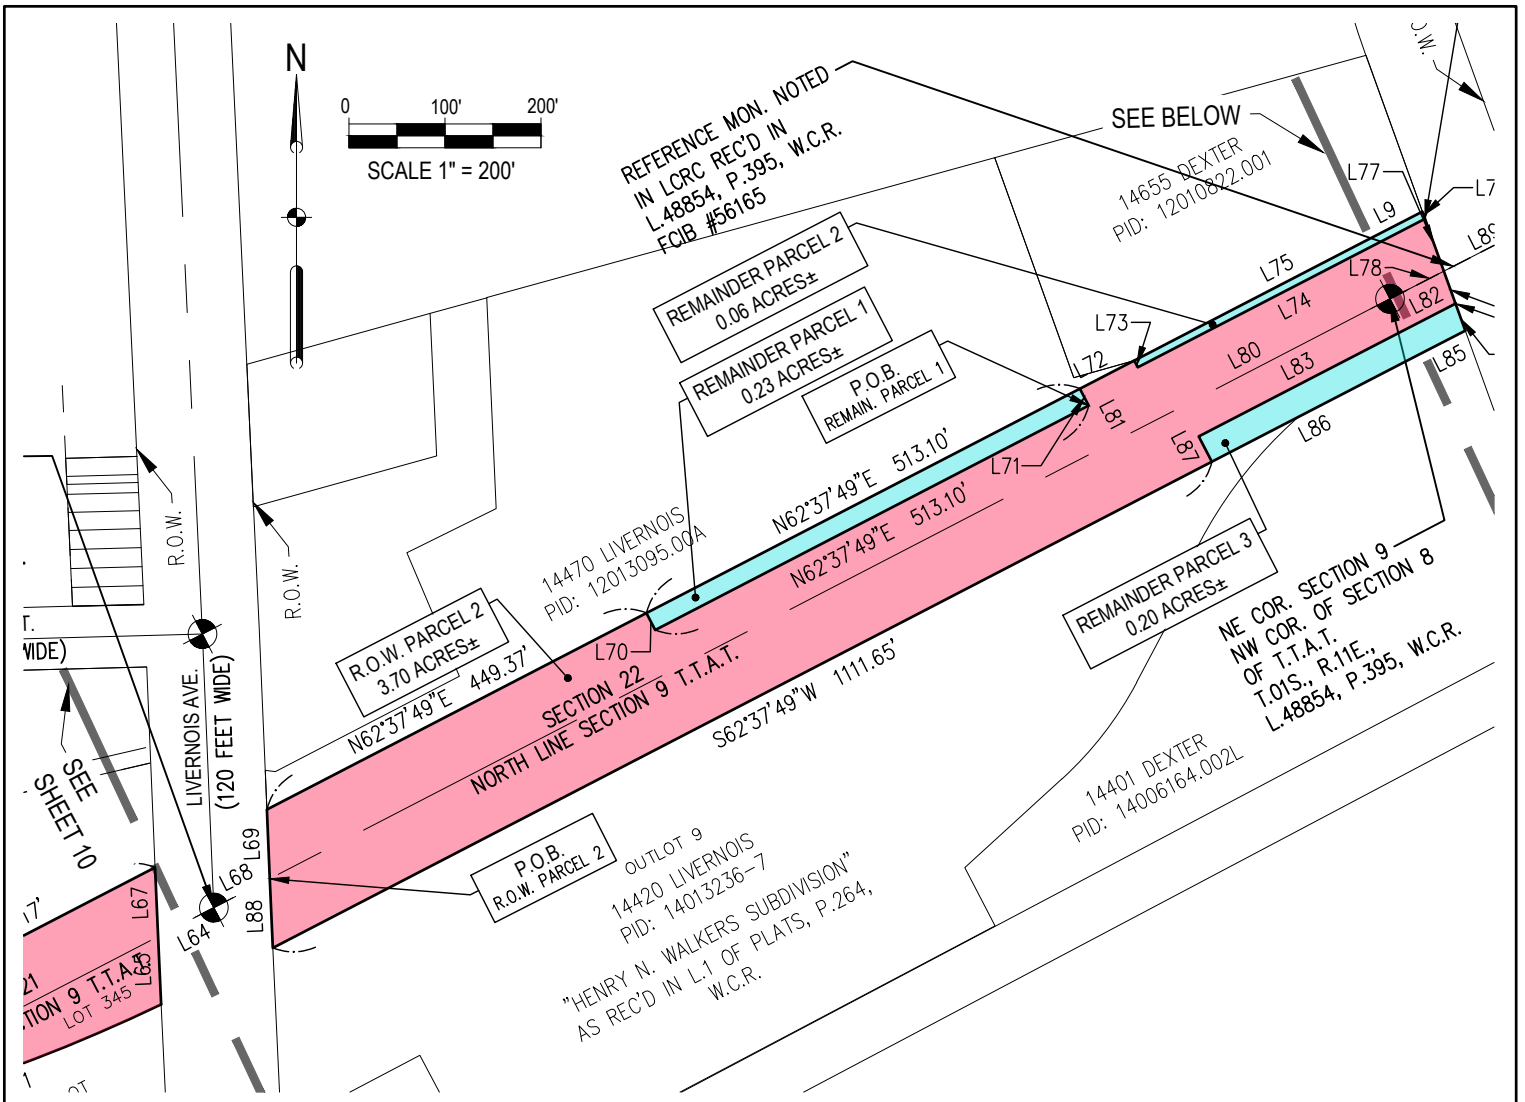 N
0
100'
200'
SCALE 1" = 200'
REFERENCE MON. NOTED
IN LCRC REC'D IN
L.48854, P.395, W.C.R.
FCIB #56165
SEE BELOW
14655 DEXTER
PID: 12010822.001
L77
L9
L75
L74
L78
L82
L80
L83
L85
L86
L73
L72
L81
L87
L71
REMAINDER PARCEL 2
0.06 ACRES±
REMAINDER PARCEL 1
0.23 ACRES±
P.O.B.
REMAIN. PARCEL 1
N62°37'49"E 513.10'
N62°37'49"E 513.10'
14470 LIVERNOIS
PID: 12013095.00A
R.O.W. PARCEL 2
3.70 ACRES±
L70
N62°37'49"E 449.37'
SECTION 22
NORTH LINE SECTION 9 T.T.A.T.
S62°37'49"W 1111.65'
REMAINDER PARCEL 3
0.20 ACRES±
NE COR. SECTION 9
NW COR. OF SECTION 8
OF T.T.A.T.
T.01S., R.11E.,
L.48854, P.395, W.C.R.
14401 DEXTER
PID: 14006164.002L
R.O.W.
R.O.W.
LIVERNOIS AVE.
(120 FEET WIDE)
SEE
SHEET 10
L69
L68
L88
L67
L64
L65
P.O.B.
R.O.W. PARCEL 2
OUTLOT 9
14420 LIVERNOIS
PID: 14013236-7
"HENRY N. WALKERS SUBDIVISION"
AS REC'D IN L.1 OF PLATS, P.264,
W.C.R.
9 T.T.A.T.
LOT 345